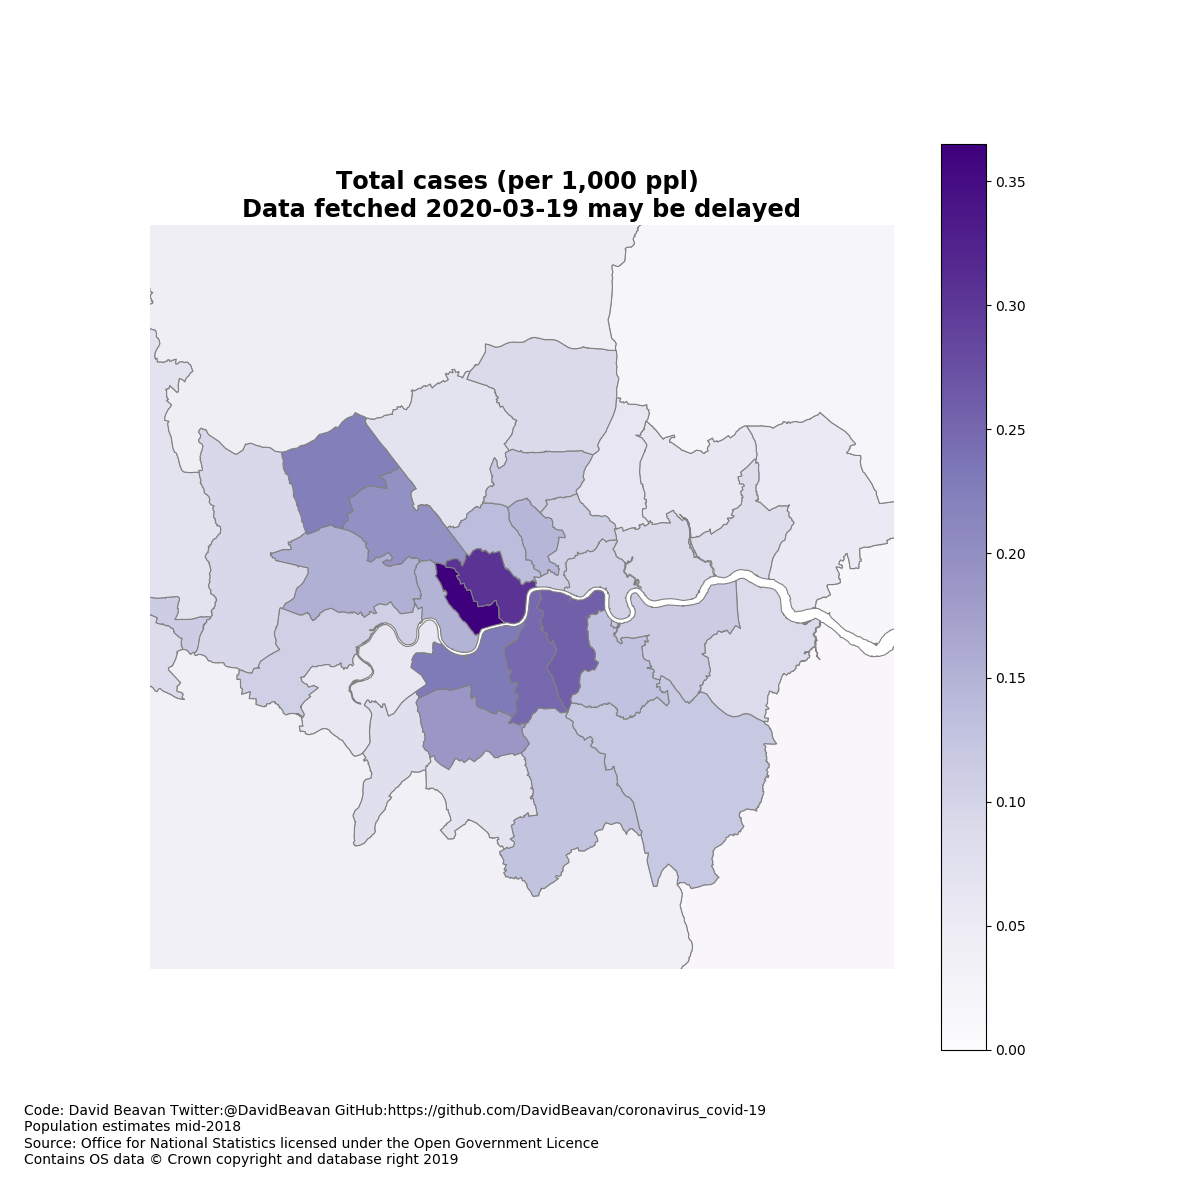 Total cases (per 1,000 ppl)
Data fetched 2020-03-19 may be delayed
0.35
0.30
0.25
0.20
0.15
0.10
0.05
0.00
Code: David Beavan Twitter:@DavidBeavan GitHub:https://github.com/DavidBeavan/coronavirus_covid-19
Population estimates mid-2018
Source: Office for National Statistics licensed under the Open Government Licence
Contains OS data © Crown copyright and database right 2019